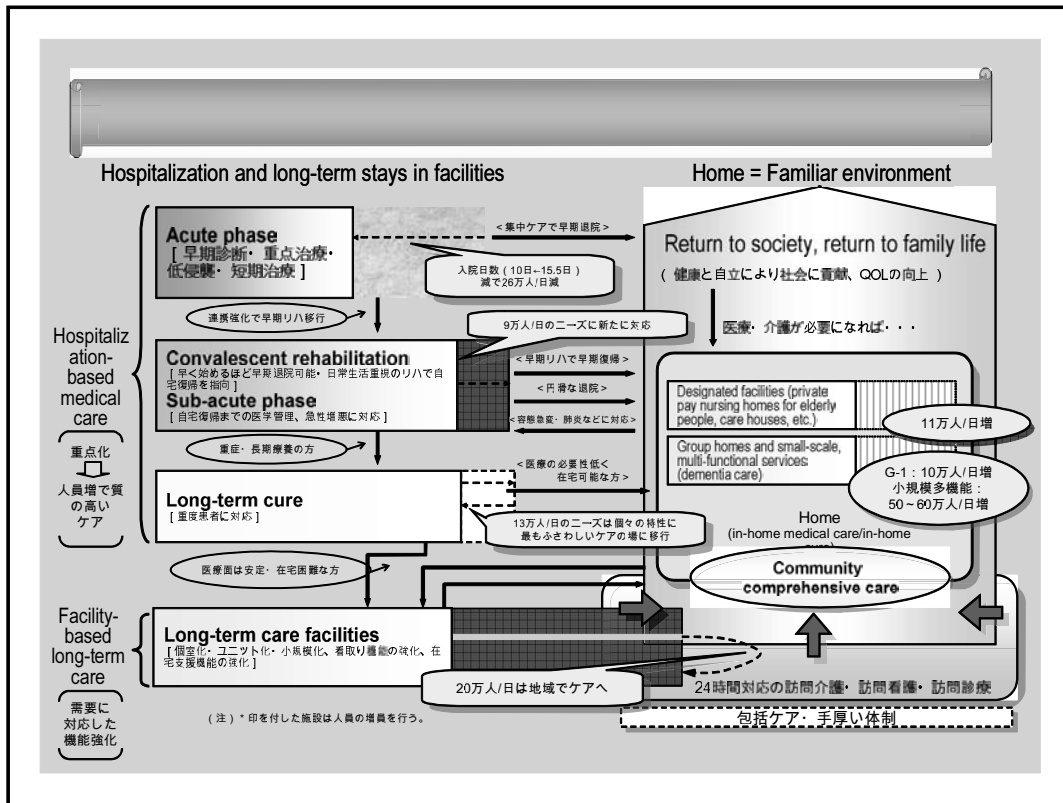 Hospitalization and long-term stays in facilities
Home = Familiar environment
Acute phase
[ 早期診断・重点治療・
低侵襲・短期治療 ]
<集中ケアで早期退院>
入院日数(10日←15.5日)
減で26万人/日減
連携強化で早期リハ移行
Return to society, return to family life
( 健康と自立により社会に貢献、QOLの向上 )
医療・介護が必要になれば・・・
Hospitaliz
ation-
based
medical
care
重点化
人員増で質
の高い
ケア
9万人/日のニーズに新たに対応
Convalescent rehabilitation
[ 早く始めるほど早期退院可能・日常生活重視のリハで自
宅復帰を指向 ]
Sub-acute phase
[ 自宅復帰までの医学管理、急性増悪に対応 ]
<早期リハで早期復帰>
<円滑な退院>
<容態急変・肺炎などに対応>
重症・長期療養の方
Designated facilities (private
pay nursing homes for elderly
people, care houses, etc.)
11万人/日増
Group homes and small-scale,
multi-functional services:
(dementia care)
G-1:10万人/日増
小規模多機能:
50~60万人/日増
<医療の必要性低<
在宅可能な方>
Long-term cure
[ 重度患者に対応 ]
13万人/日のニーズは個々の特性に
最もふさわしいケアの場に移行
医療面は安定・在宅困難な方
Home
(in-home medical care/in-home
Community
comprehensive care
Facility-
based
long-term
care
需要に
対応した
機能強化
Long-term care facilities
[ 個室化・ユニット化・小規模化、看取り機能の強化、在
宅支援機能の強化 ]
20万人/日は地域でケアへ
24時間対応の訪問介護・訪問看護・訪問診療
包括ケア・手厚い体制
(注)* 印を付した施設は人員の増員を行う。